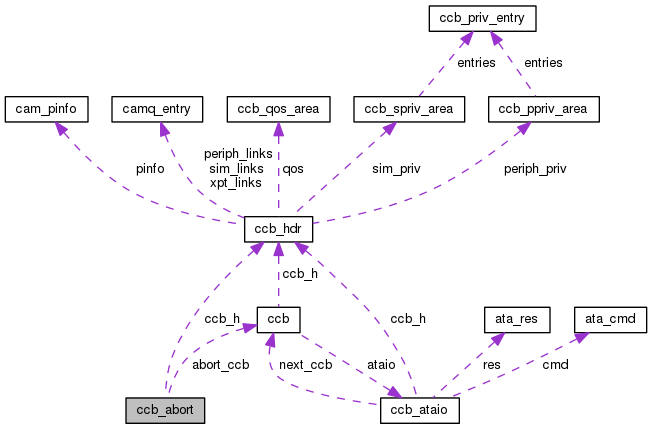 ccb_priv_entry
entries
entries
cam_pinfo
camq_entry
ccb_qos_area
ccb_spriv_area
ccb_ppriv_area
pinfo
periph_links
sim_links
xpt_links
qos
sim_priv
periph_priv
ccb_hdr
ccb_h
ccb_h
ccb_h
ccb
ata_res
ata_cmd
abort_ccb
next_ccb
ataio
res
cmd
ccb_abort
ccb_ataio